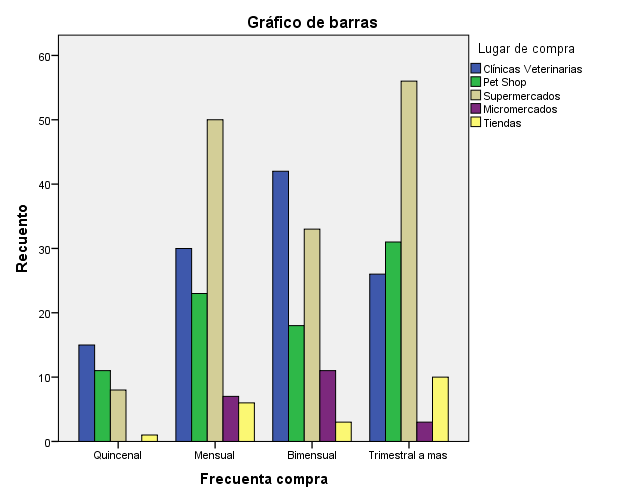 Gráfico de barras
Lugar de compra
Clínicas Veterinarias
Pet Shop
Supermercados
Micromercados
Tiendas
60
50
40
30
20
10
0
Recuento
Quincenal Mensual Bimensual Trimestral a mas
Frecuenta compra